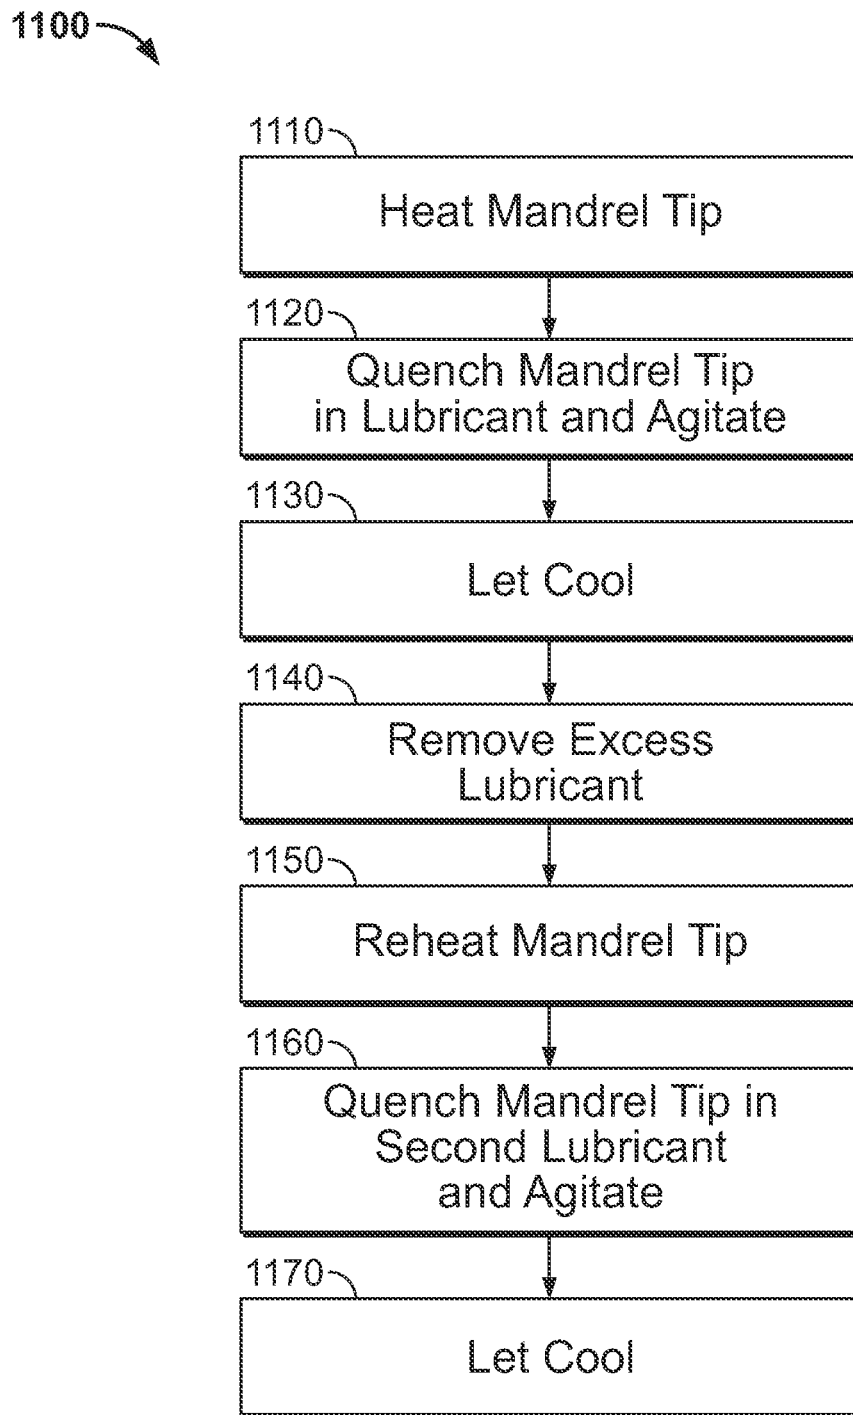 1100
1110
Heat Mandrel Tip
1120
Quench Mandrel Tip
in Lubricant and Agitate
1130
Let Cool
1140
Remove Excess
Lubricant
1150
Reheat Mandrel Tip
1160
Quench Mandrel Tip in
Second Lubricant
and Agitate
1170
Let Cool